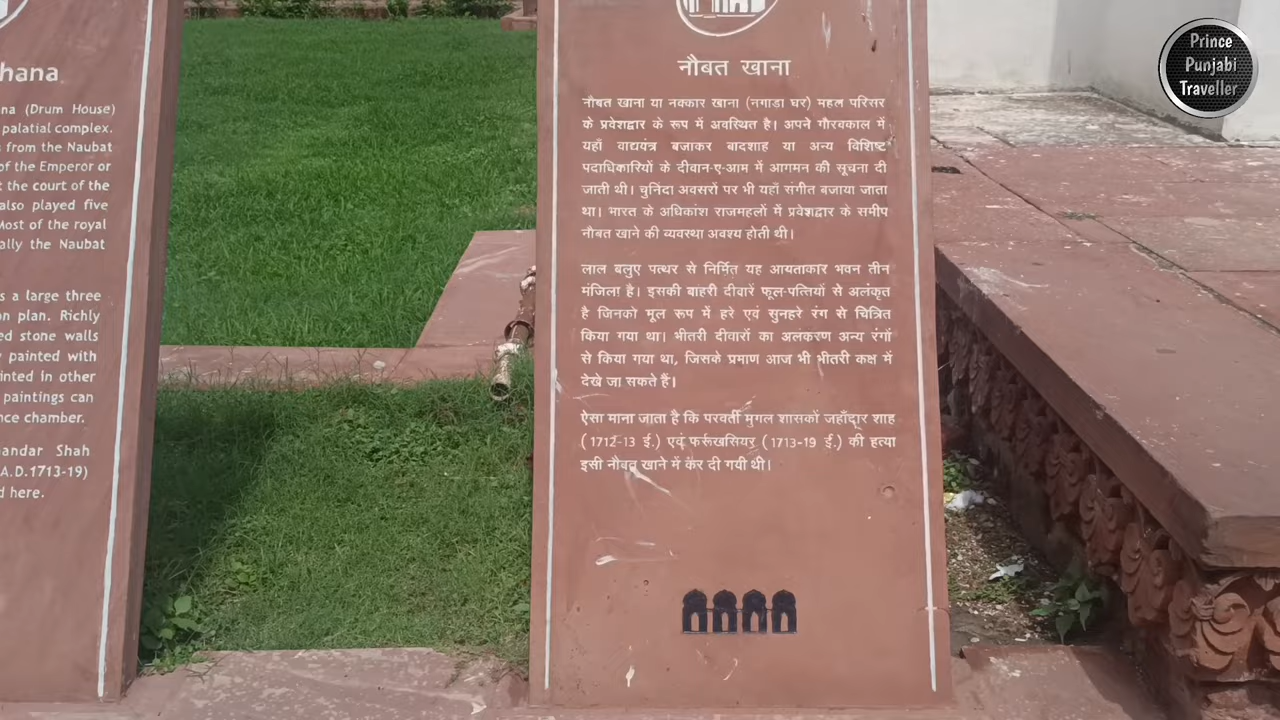 hana
na (Drum House)
palatial complex.
s from the Naubat
of the Emperor or
t the court of the
also played five
Most of the royal
ally the Naubat
s a large three
an plan. Richly
ed stone walls
painted with
inted in other
paintings can
nce chamber.
andar Shah
(A.D.1713-19)
d here.
नौबत खाना
नौबत खाना या नक्कार खाना (नगाडा घर) महल परिसर
के प्रवेशद्वार के रूप में अवस्थित है। अपने गौरवकाल में
यहाँ वाद्ययंत्र बजाकर बादशाह या अन्य विशिष्ट
पदाधिकारियों के दीवान-ए-आम में आगमन की सूचना दी
जाती थी। चुनिंदा अवसरों पर भी यहाँ संगीत बजाया जाता
था। भारत के अधिकांश राजमहलों में प्रवेशद्वार के समीप
नौबत खाने की व्यवस्था अवश्य होती थी।
लाल बलुए पत्थर से निर्मित यह आयताकार भवन तीन
मंजिला है। इसकी बाहरी दीवारें फूल-पत्तियों से अलंकृत
है जिनको मूल रूप में हरे एवं सुनहरे रंग से चित्रित
किया गया था। भीतरी दीवारों का अलकरण अन्य रंगों
से किया गया था, जिसके प्रमाण आज भी भीतरी कक्ष में
देखे जा सकते हैं।
ऐसा माना जाता है कि परवर्ती मुगल शासकों जहाँदार शाह
(1712-13 ई.) एवं फर्रुखसियर (1713-19 ई.) की हत्या
इसी नौबत खाने में कर दी गयी थी।
Prince
Punjabi
Traveller